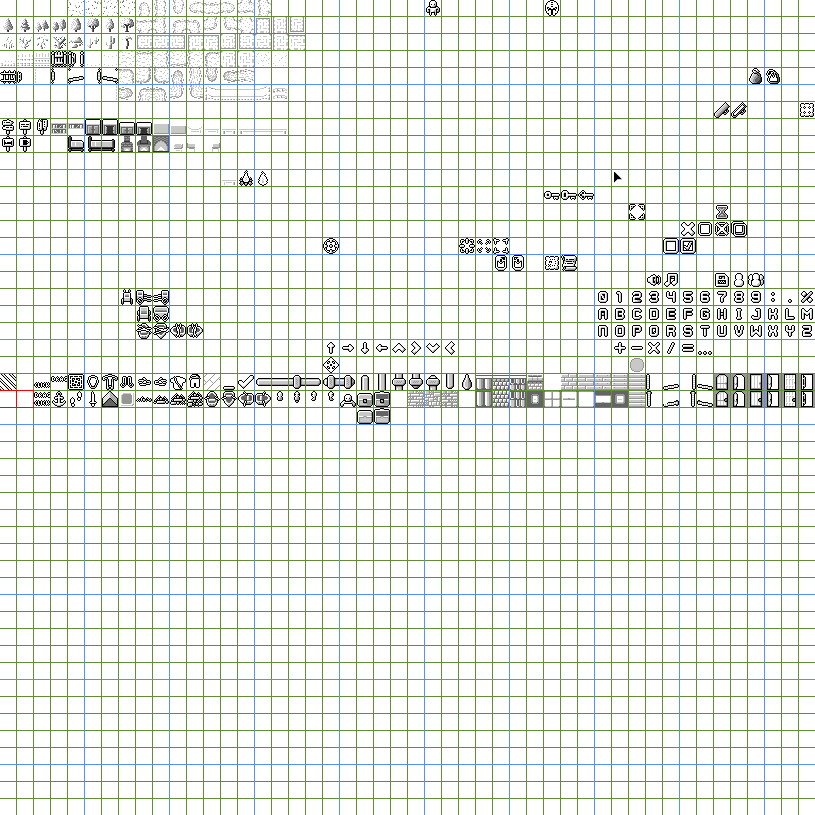 0 1 2 3 4 5 6 7 8 9 : . %
A B C D E F G H I J K L M
N O P Q R S T U V W X Y Z
+ - X / = ...